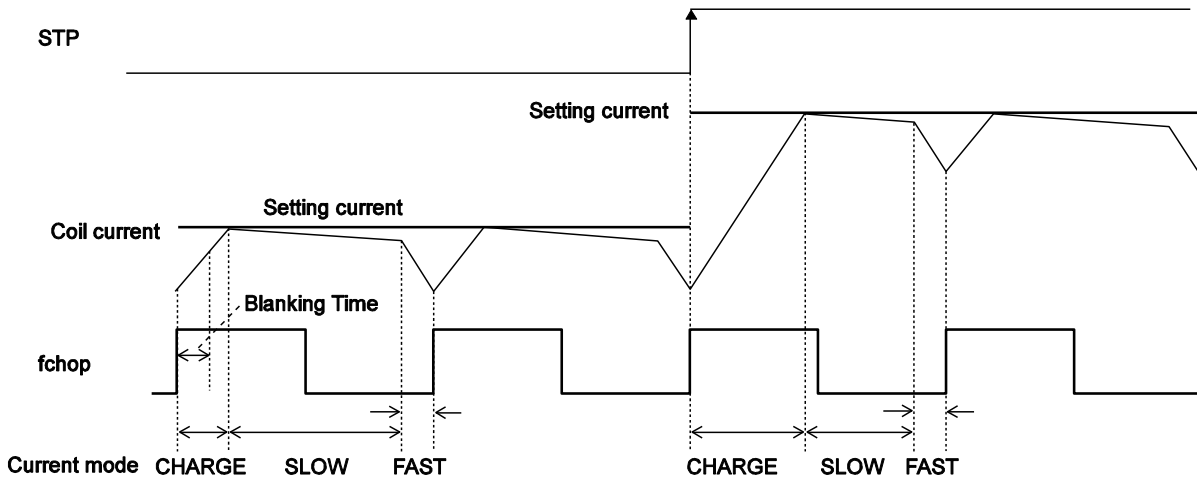 STP
Setting current
Setting current
Coil current
Blanking Time
fchop
Current mode CHARGE SLOW FAST CHARGE SLOW FAST